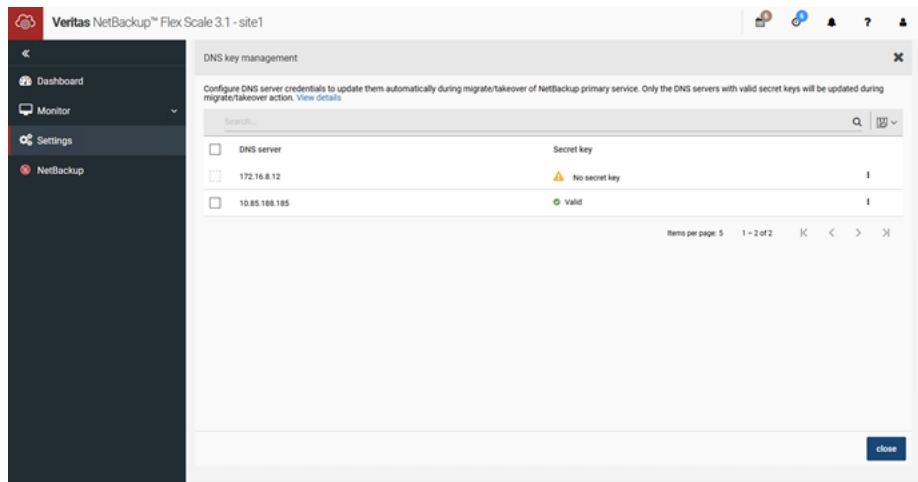 Veritas NetBackup™ Flex Scale 3.1 - site1
?
Dashboard
Monitor
Settings
NetBackup
DNS key management
Configure DNS server credentials to update them automatically during migrate/takeover of NetBackup primary service. Only the DNS servers with valid secret keys will be updated during
migrate/takeover action. View details
Search...
DNS server Secret key
172.16.8.12 No secret key
10.85.188.185 Valid
Items per page: 5 1 – 2 of 2
close